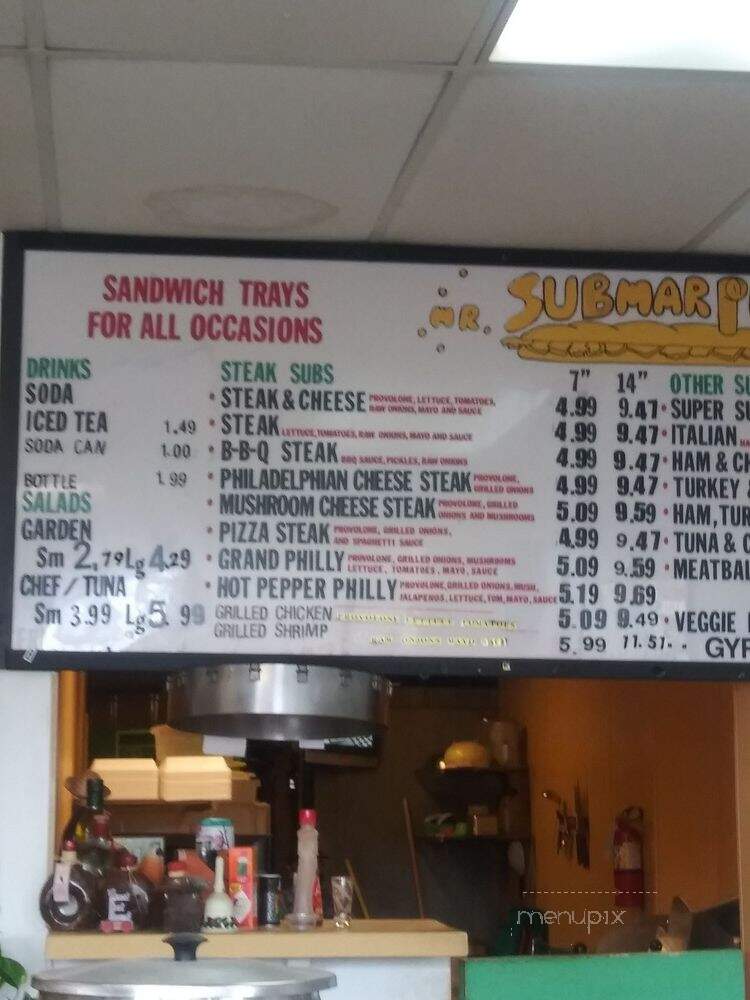 SANDWICH TRAYS
FOR ALL OCCASIONS
MR. SUBMAR
DRINKS
SODA
ICED TEA 1.49
SODA CAN 1.00
BOTTLE 1.99
SALADS
GARDEN
Sm 2.79 Lg 4.29
CHEF/TUNA
Sm 3.99 Lg 5.99
STEAK SUBS 7" 14"
STEAK & CHEESE PROVOLONE, LETTUCE, TOMATOES, RAW ONIONS, MAYO AND SAUCE 4.99 9.47
STEAK LETTUCE, TOMATOES, RAW ONIONS, MAYO AND SAUCE 4.99 9.47
B-B-Q STEAK BBQ SAUCE, PICKLES, RAW ONIONS 4.99 9.47
PHILADELPHIAN CHEESE STEAK PROVOLONE, GRILLED ONIONS 4.99 9.47
MUSHROOM CHEESE STEAK PROVOLONE, GRILLED ONIONS AND MUSHROOMS 5.09 9.59
PIZZA STEAK PROVOLONE, GRILLED ONIONS, AND SPAGHETTI SAUCE 4.99 9.47
GRAND PHILLY PROVOLONE, GRILLED ONIONS, MUSHROOMS LETTUCE, TOMATOES, MAYO, SAUCE 5.09 9.59
HOT PEPPER PHILLY PROVOLONE, GRILLED ONIONS, MUSH, JALAPENOS, LETTUCE, TOM, MAYO, SAUCE 5.19 9.69
GRILLED CHICKEN PROVOLONE LETTUCE TOMATOES 5.09 9.49
GRILLED SHRIMP RAW ONIONS MAYO 5.99 11.51
OTHER S
SUPER S
ITALIAN
HAM & CH
TURKEY
HAM, TUR
TUNA & C
MEATBAL
VEGGIE
GYR
E
menupix